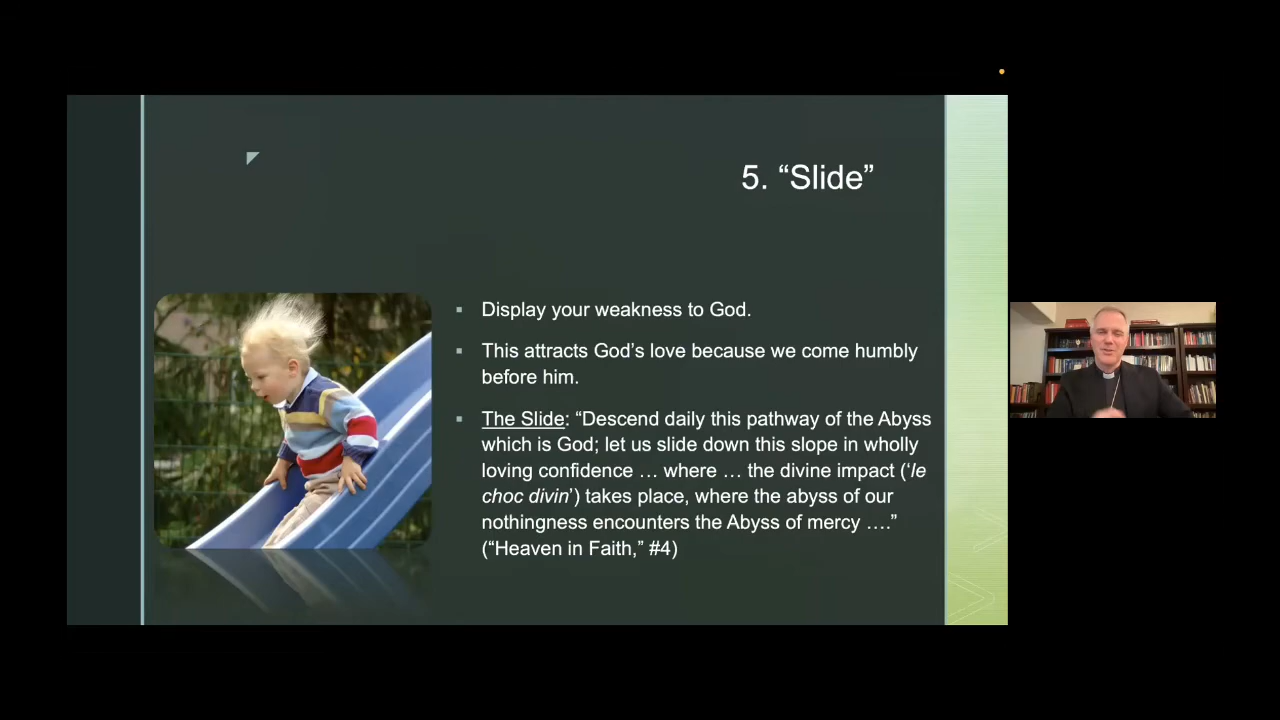 5. “Slide”
Display your weakness to God.
This attracts God’s love because we come humbly
before him.
The Slide: “Descend daily this pathway of the Abyss
which is God; let us slide down this slope in wholly
loving confidence … where … the divine impact (‘le
choc divin’) takes place, where the abyss of our
nothingness encounters the Abyss of mercy ….”
(“Heaven in Faith,” #4)